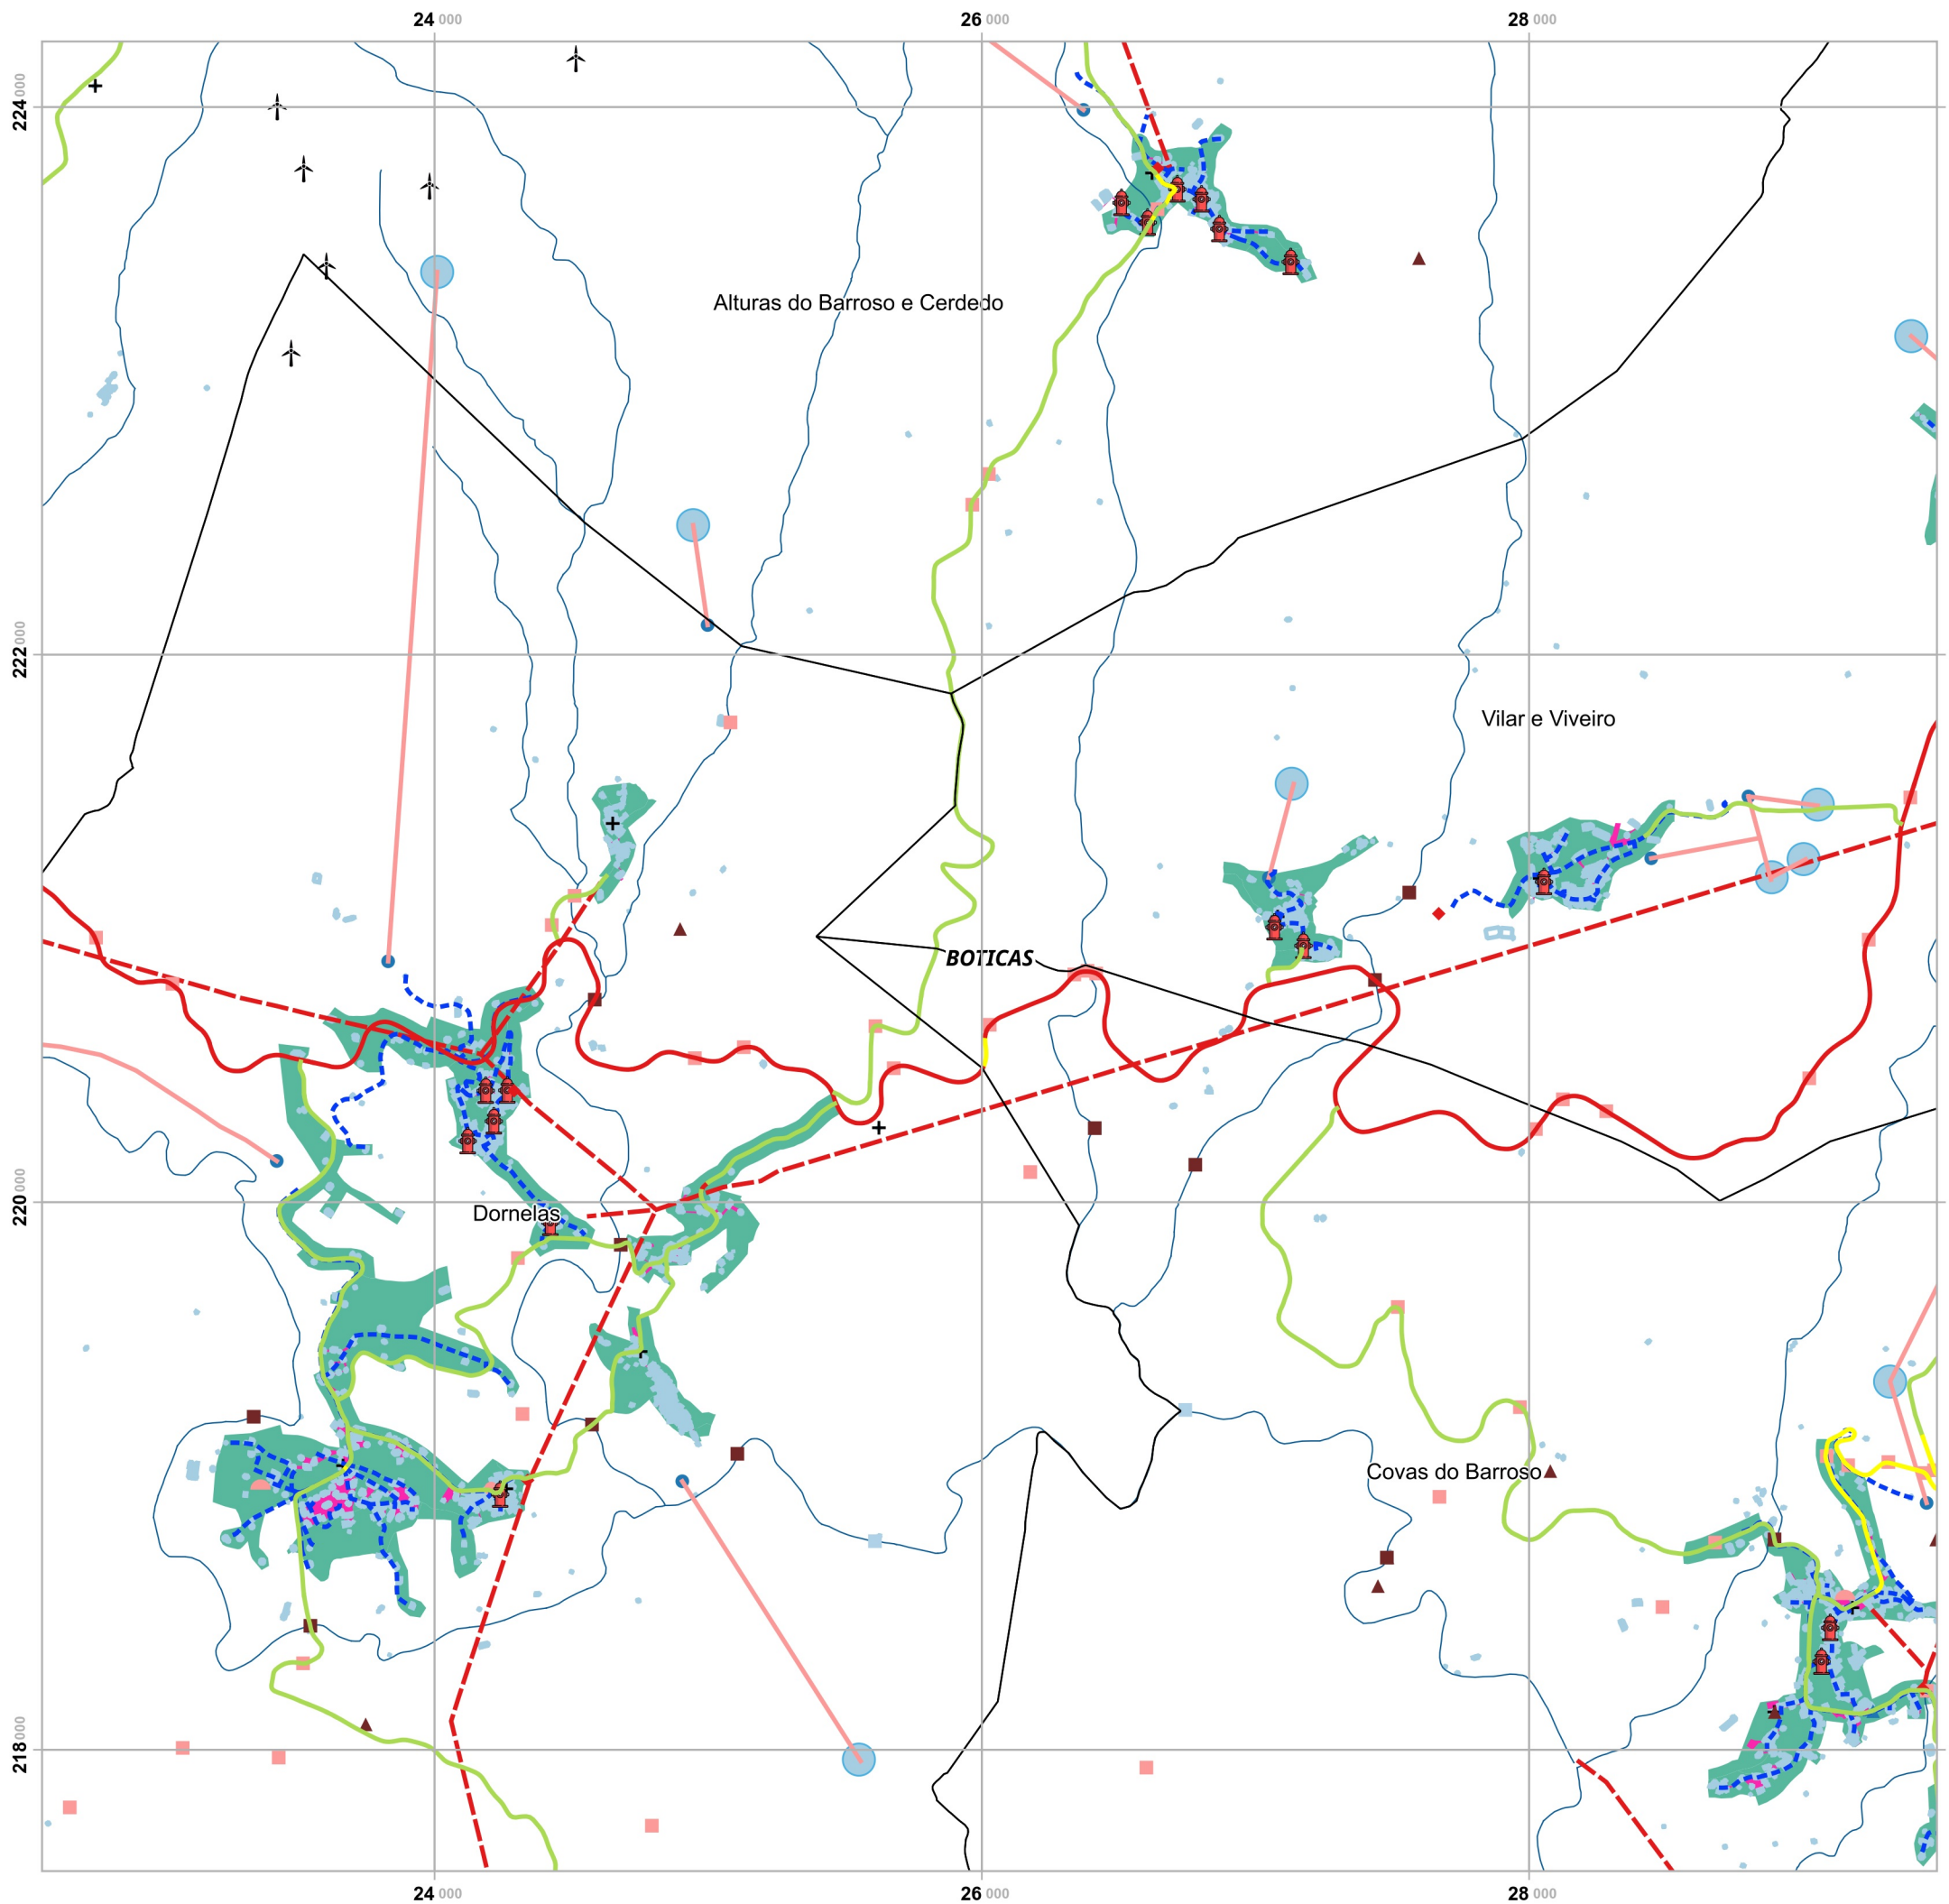 24 000 26 000 28 000
224 000
Alturas do Barroso e Cerdedo
222 000
Vilar e Viveiro
BOTICAS
220 000
Dornelas
Covas do Barroso
218 000
24 000 26 000 28 000